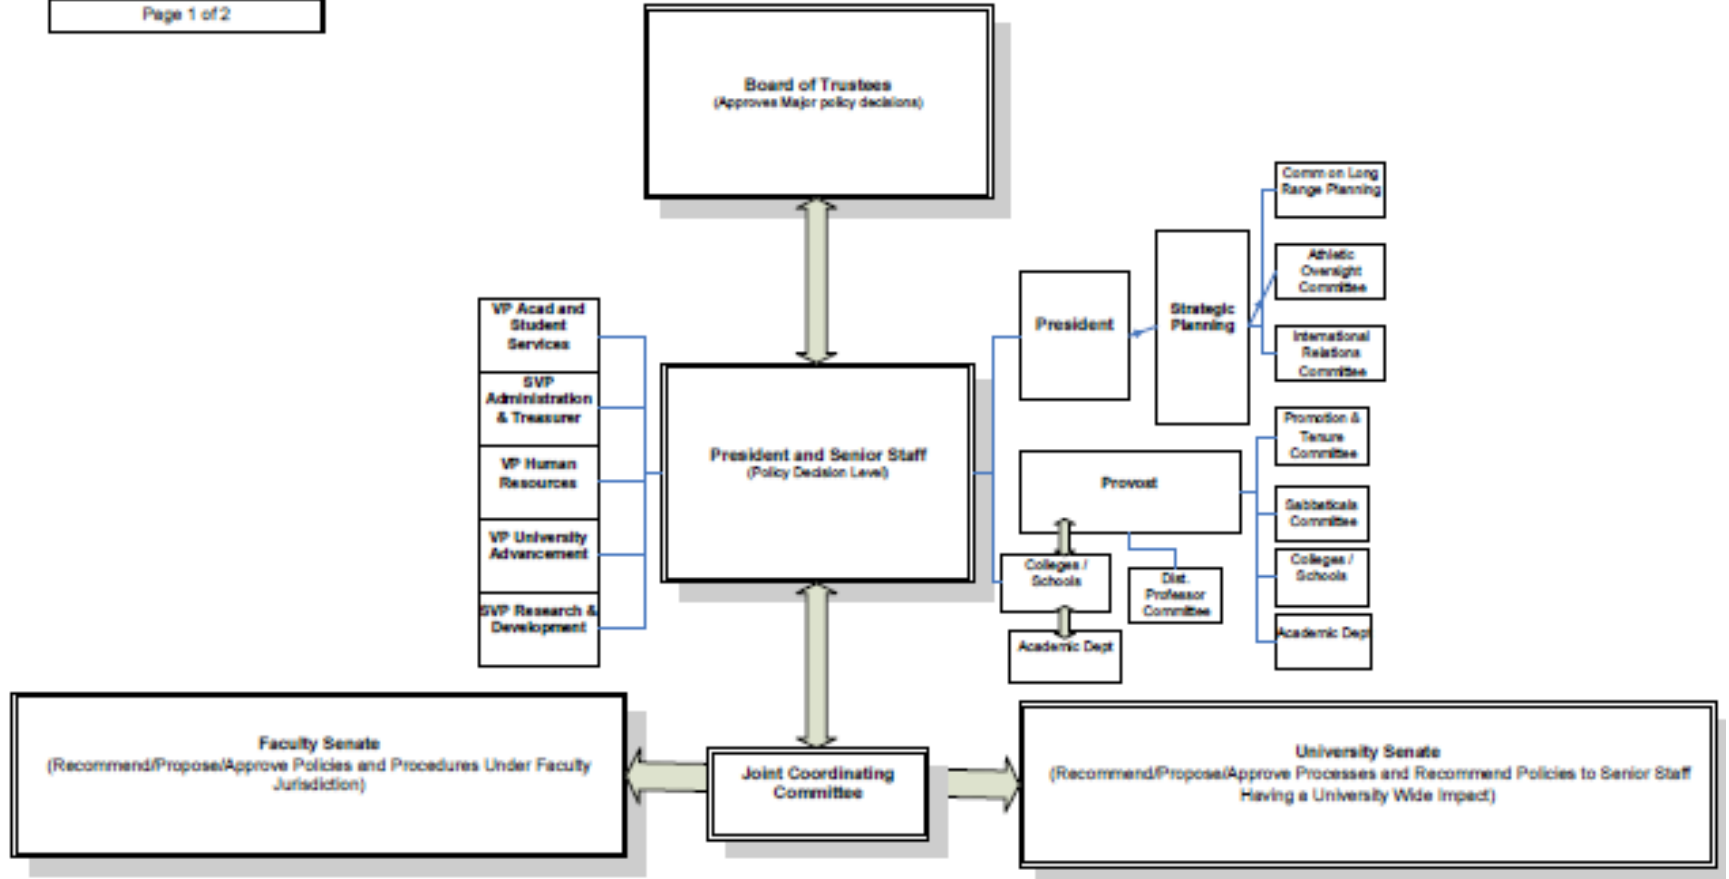 Page 1 of 2
Board of Trustees
(Approves Major policy decisions)
Common Long
Range Planning
Athletic
Oversight
Committee
International
Relations
Committee
President
Strategic
Planning
VP Acad and
Student
Services
SVP
Administration
& Treasurer
VP Human
Resources
VP University
Advancement
SVP Research &
Development
President and Senior Staff
(Policy Decision Level)
Provost
Promotion &
Tenure
Committee
Sabbaticals
Committee
Colleges /
Schools
Academic Dept
Colleges /
Schools
Dist.
Professor
Committee
Academic Dept
Faculty Senate
(Recommend/Propose/Approve Policies and Procedures Under Faculty
Jurisdiction)
Joint Coordinating
Committee
University Senate
(Recommend/Propose/Approve Processes and Recommend Policies to Senior Staff
Having a University Wide Impact)